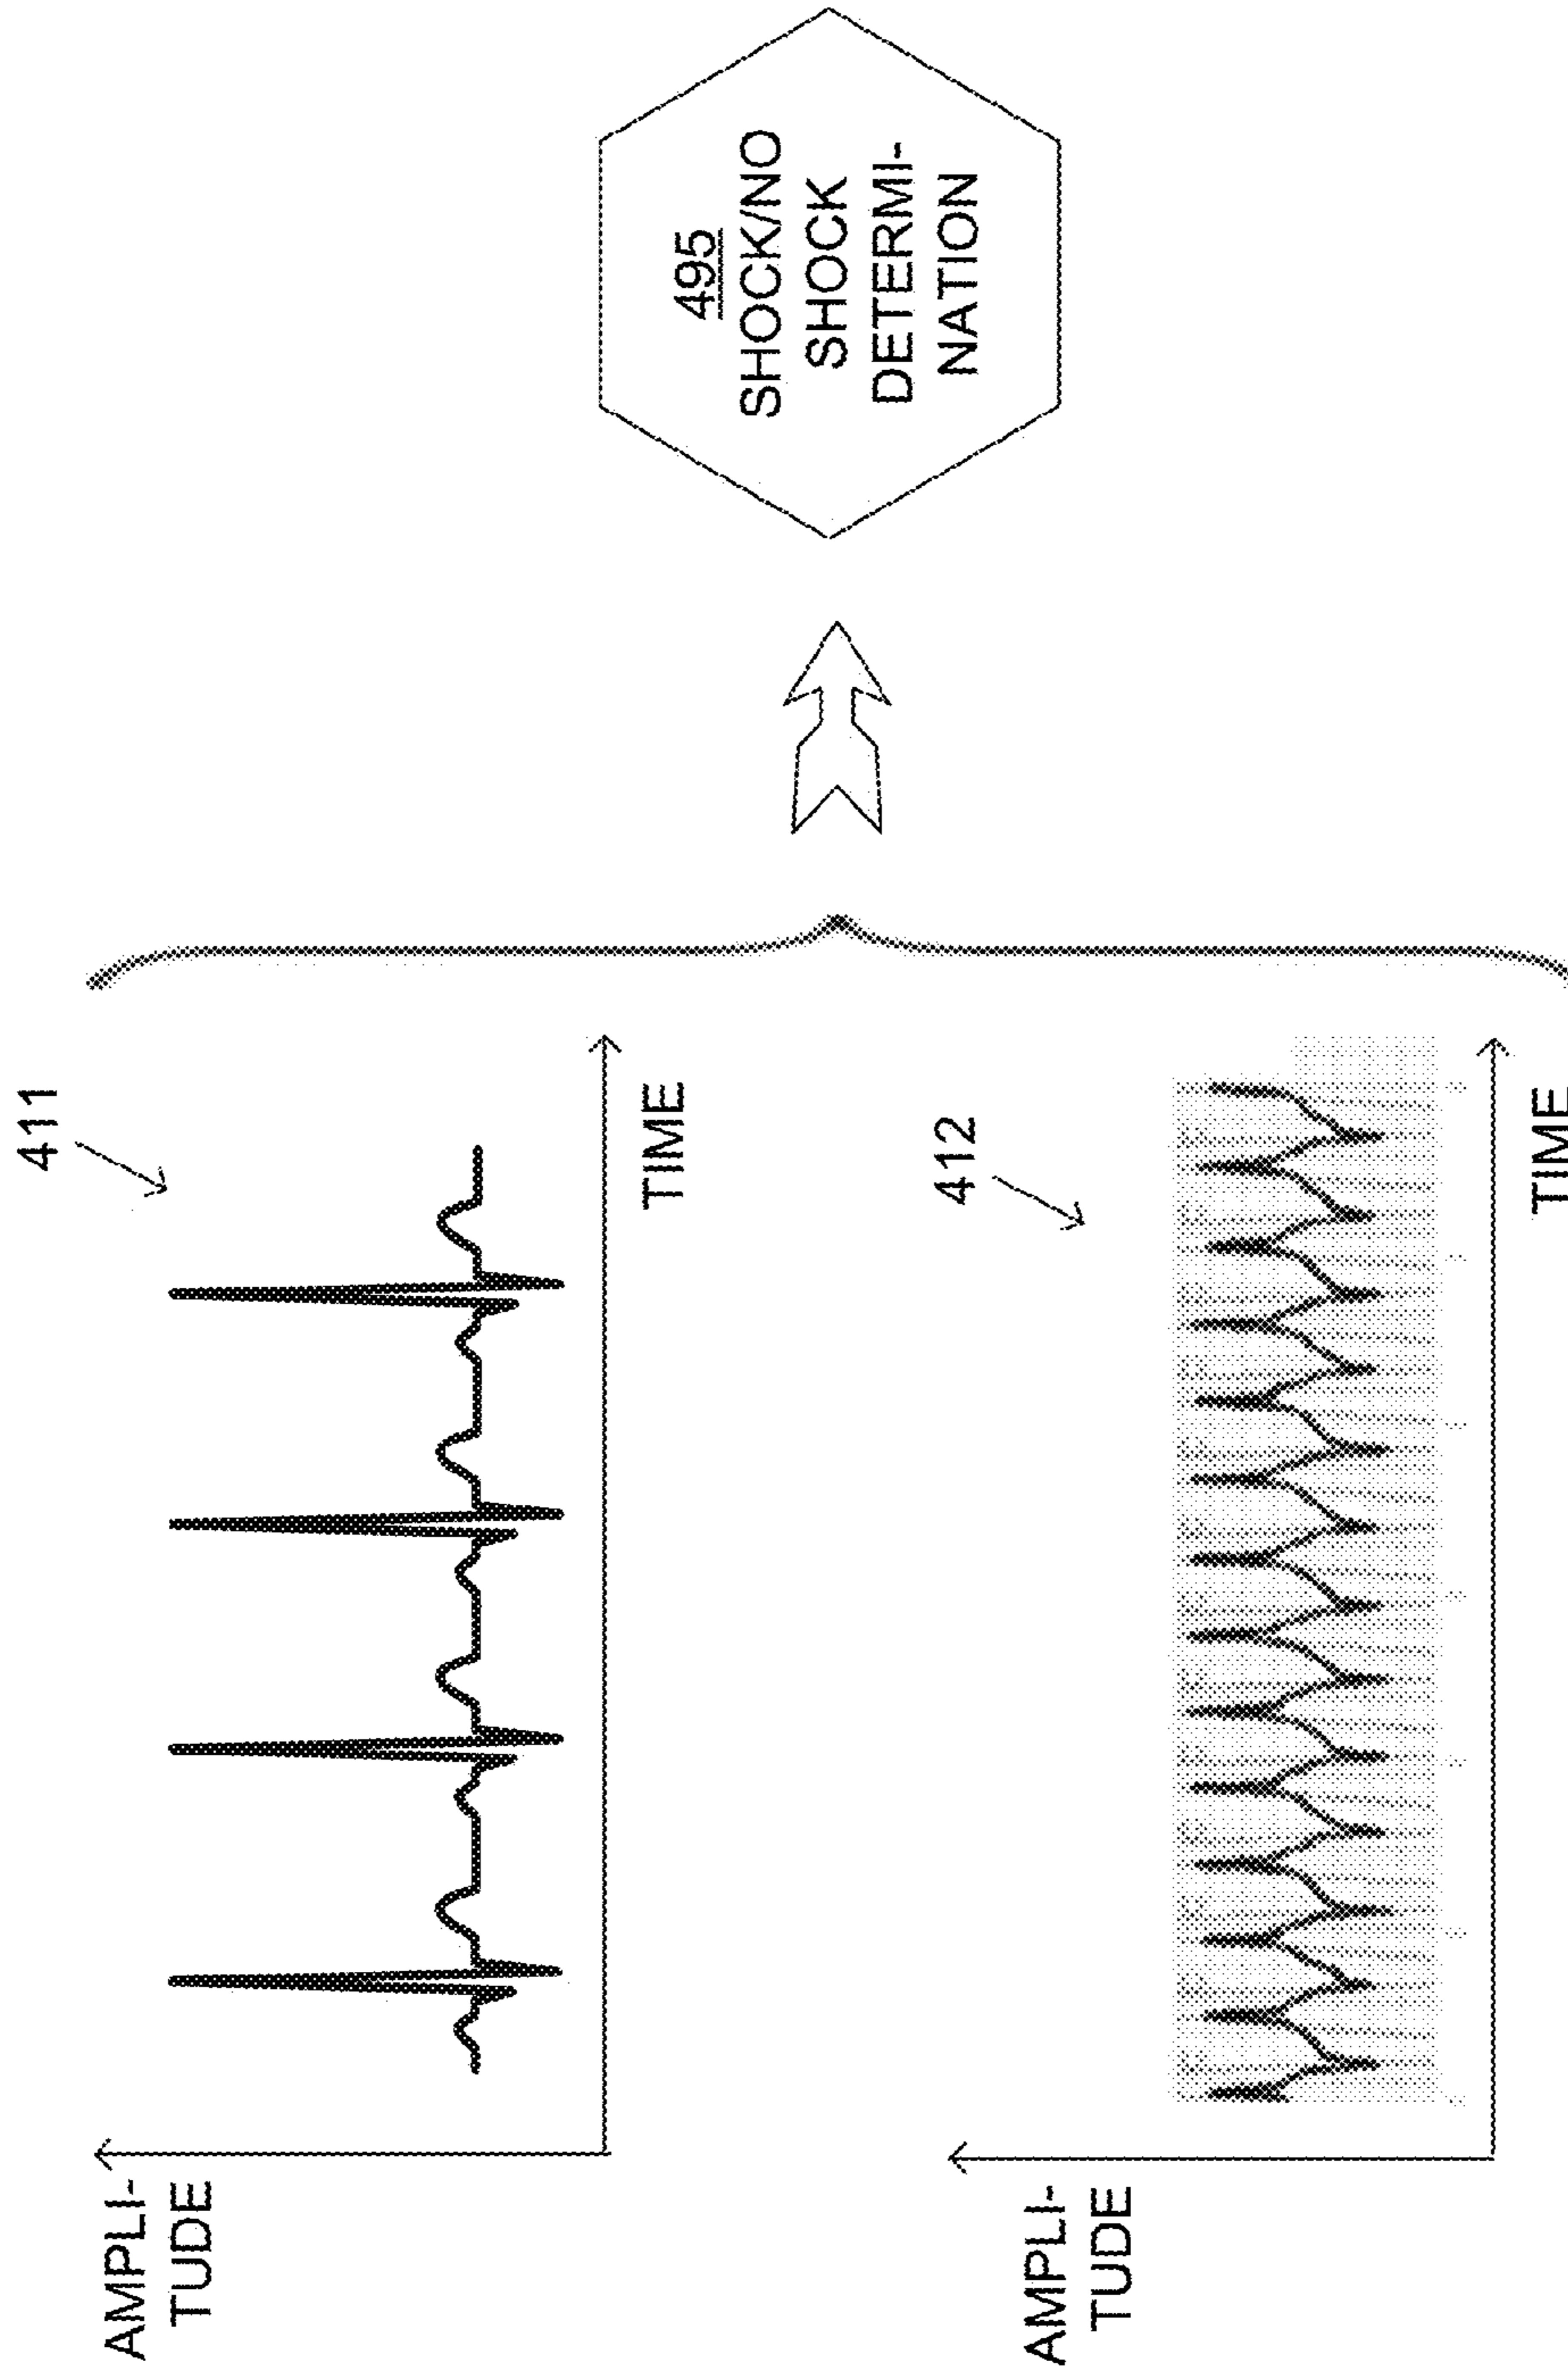 AMPLI-
TUDE
411
TIME
AMPLI-
TUDE
412
TIME
495
SHOCK/NO
SHOCK
DETERMI-
NATION